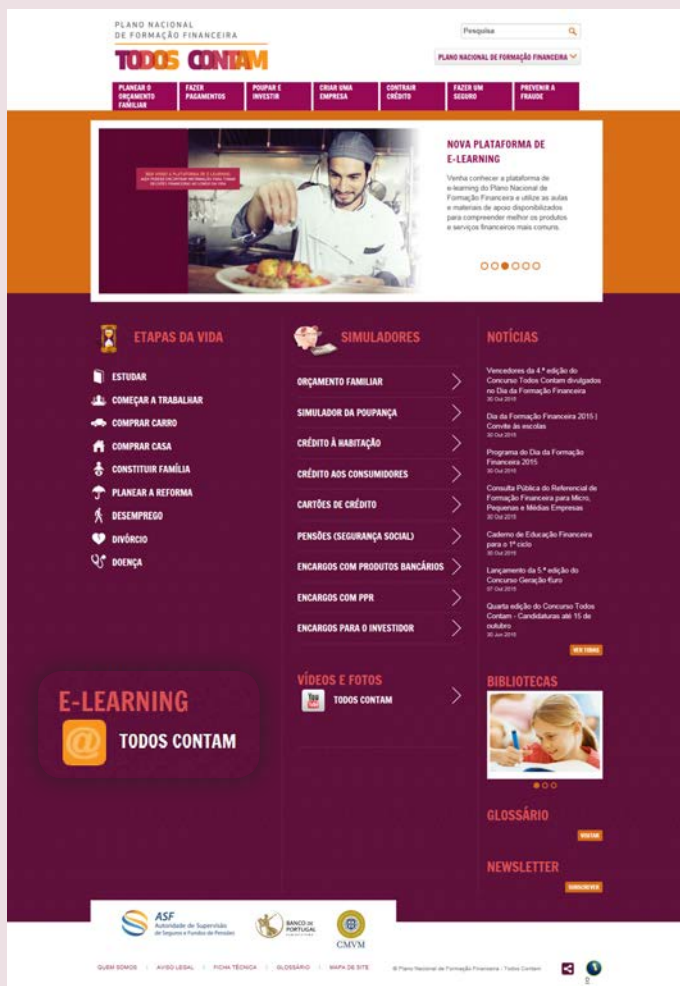 PLANO NACIONAL
DE FORMAÇÃO FINANCEIRA
TODOS CONTAM
Pesquisa
PLANO NACIONAL DE FORMAÇÃO FINANCEIRA
PLANEAR O
ORÇAMENTO
FAMILIAR
FAZER
PAGAMENTOS
POUPAR E
INVESTIR
CRIAR UMA
EMPRESA
CONTRAIR
CRÉDITO
FAZER UM
SEGURO
PREVENIR A
FRAUDE
NOVA PLATAFORMA DE
E-LEARNING
Venha conhecer a plataforma de
e-learning do Plano Nacional de
Formação Financeira e utilize as aulas
e materiais de apoio disponibilizados
para compreender melhor os produtos
e serviços financeiros mais comuns.
ETAPAS DA VIDA
ESTUDAR
COMEÇAR A TRABALHAR
COMPRAR CARRO
COMPRAR CASA
CONSTITUIR FAMÍLIA
PLANEAR A REFORMA
DESEMPREGO
DIVÓRCIO
DOENÇA
E-LEARNING
@ TODOS CONTAM
SIMULADORES
ORÇAMENTO FAMILIAR
SIMULADOR DA POUPANÇA
CRÉDITO À HABITAÇÃO
CRÉDITO AOS CONSUMIDORES
CARTÕES DE CRÉDITO
PENSÕES (SEGURANÇA SOCIAL)
ENCARGOS COM PRODUTOS BANCÁRIOS
ENCARGOS COM PPR
ENCARGOS PARA O INVESTIDOR
VÍDEOS E FOTOS
You Tube TODOS CONTAM
NOTÍCIAS
Vencedores da 4.ª edição do
Concurso Todos Contam divulgados
no Dia da Formação Financeira
30 Out 2015
Dia da Formação Financeira 2015 |
Convite às escolas
30 Out 2015
Programa do Dia da Formação
Financeira 2015
30 Out 2015
Consulta Pública do Referencial de
Formação Financeira para Micro,
Pequenas e Médias Empresas
30 Out 2015
Caderno de Educação Financeira
para o 1º ciclo
30 Out 2015
Lançamento da 5.ª edição do
Concurso Geração €uro
07 Out 2015
Quarta edição do Concurso Todos
Contam - Candidaturas até 15 de
outubro
30 Jun 2015
VER TODAS
BIBLIOTECAS
GLOSSÁRIO
VISITAR
NEWSLETTER
SUBSCREVER
ASF
Autoridade de Supervisão
de Seguros e Fundos de Pensões
BANCO DE
PORTUGAL
CMVM
QUEM SOMOS | AVISO LEGAL | FICHA TÉCNICA | GLOSSÁRIO | MAPA DE SITE
© Plano Nacional de Formação Financeira - Todos Contam